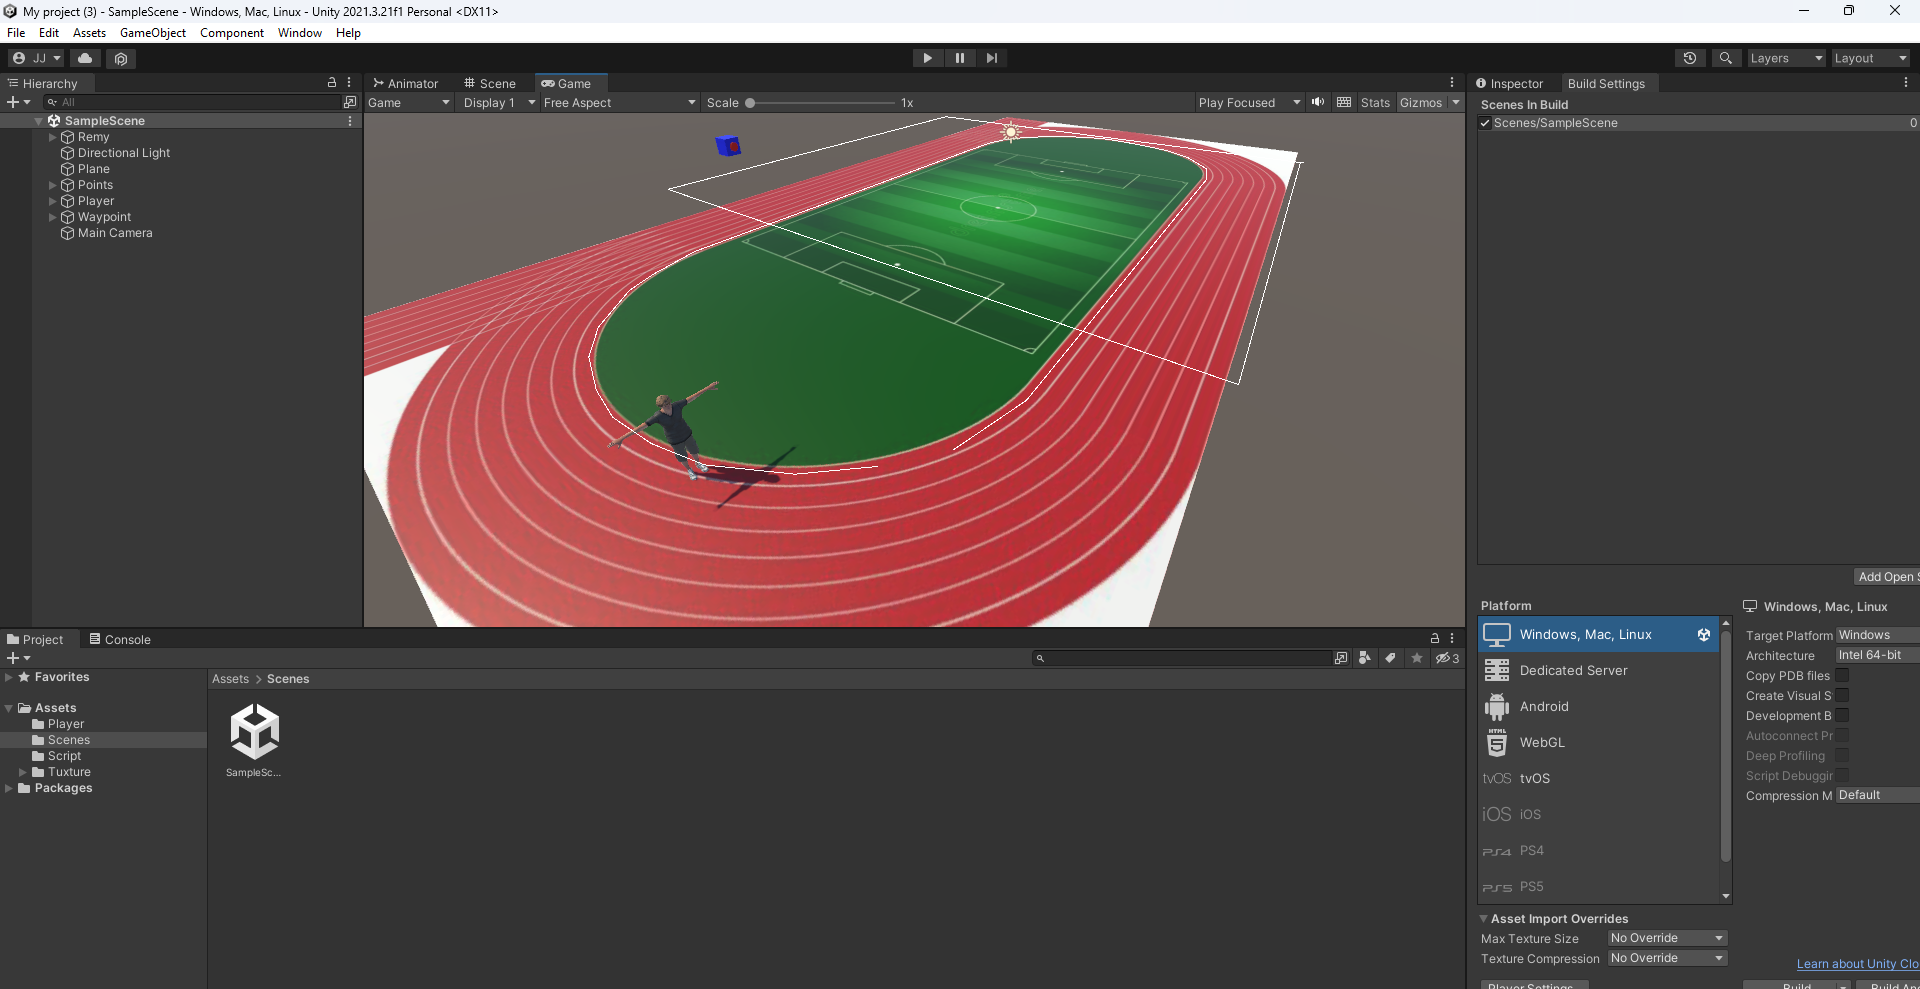 My project (3) - SampleScene - Windows, Mac, Linux - Unity 2021.3.21f1 Personal <DX11>
File Edit Assets GameObject Component Window Help
JJ
Layers
Layout
Hierarchy
All
SampleScene
Remy
Directional Light
Plane
Points
Player
Waypoint
Main Camera
Animator
Scene
Game
Game
Display 1
Free Aspect
Scale
1x
Play Focused
Stats
Gizmos
Inspector
Build Settings
Scenes In Build
Scenes/SampleScene 0
Add Open S
Platform
Windows, Mac, Linux
Dedicated Server
Android
HTML 5 WebGL
tvOS tvOS
iOS iOS
PS4 PS4
PS5 PS5
Windows, Mac, Linux
Target Platform Windows
Architecture Intel 64-bit
Copy PDB files
Create Visual S
Development B
Autoconnect Pr
Deep Profiling
Script Debuggir
Compression M Default
Asset Import Overrides
Max Texture Size No Override
Texture Compression No Override
Learn about Unity Clo
Player Settings
Build
Build An
Project
Console
3
Favorites
Assets
Player
Scenes
Script
Tuxture
Packages
Assets > Scenes
SampleSc...